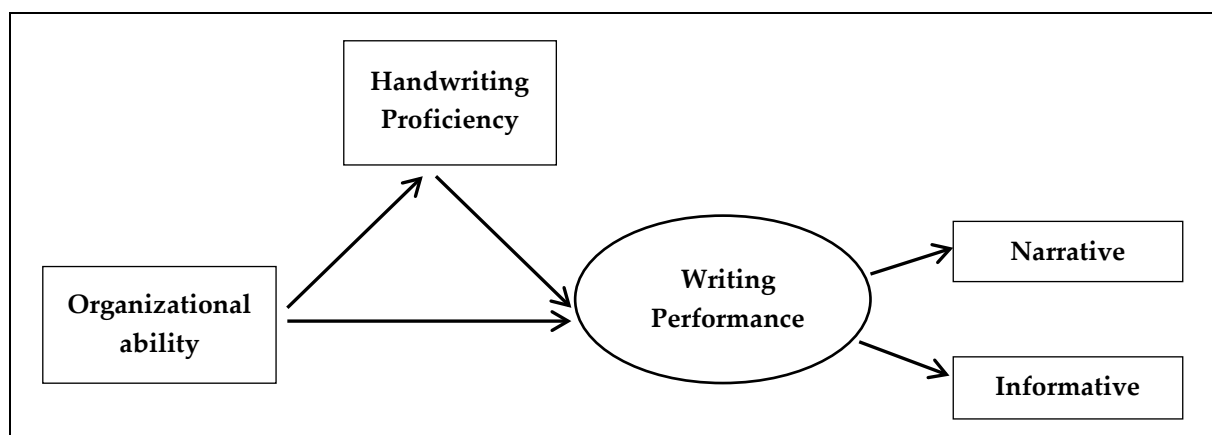 Handwriting
Proficiency
Organizational
ability
Writing
Performance
Narrative
Informative